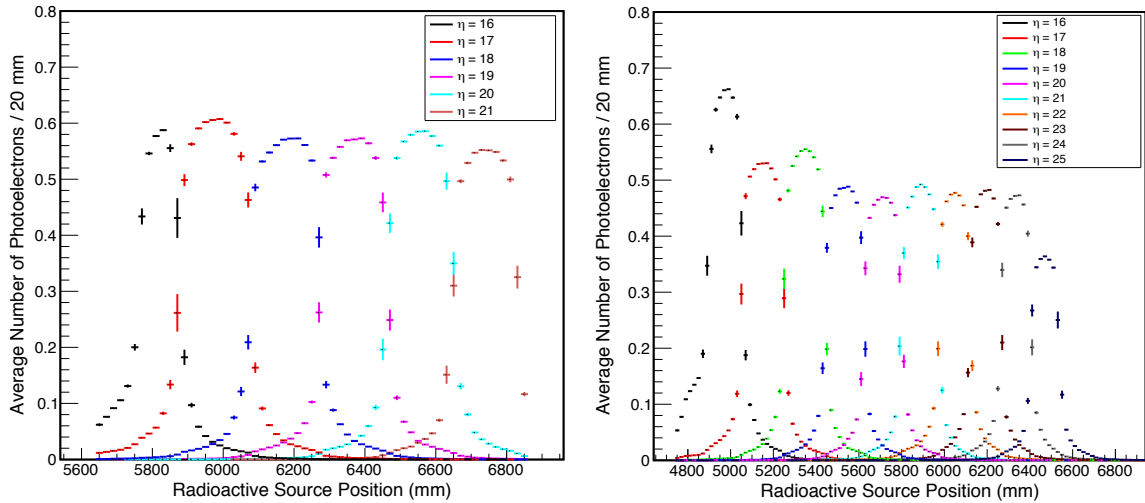 0.8
0.7
0.6
0.5
0.4
0.3
0.2
0.1
0
Average Number of Photoelectrons / 20 mm
η = 16
η = 17
η = 18
η = 19
η = 20
η = 21
5600 5800 6000 6200 6400 6600 6800
Radioactive Source Position (mm)
0.8
0.7
0.6
0.5
0.4
0.3
0.2
0.1
0
Average Number of Photoelectrons / 20 mm
η = 16
η = 17
η = 18
η = 19
η = 20
η = 21
η = 22
η = 23
η = 24
η = 25
4800 5000 5200 5400 5600 5800 6000 6200 6400 6600 6800
Radioactive Source Position (mm)